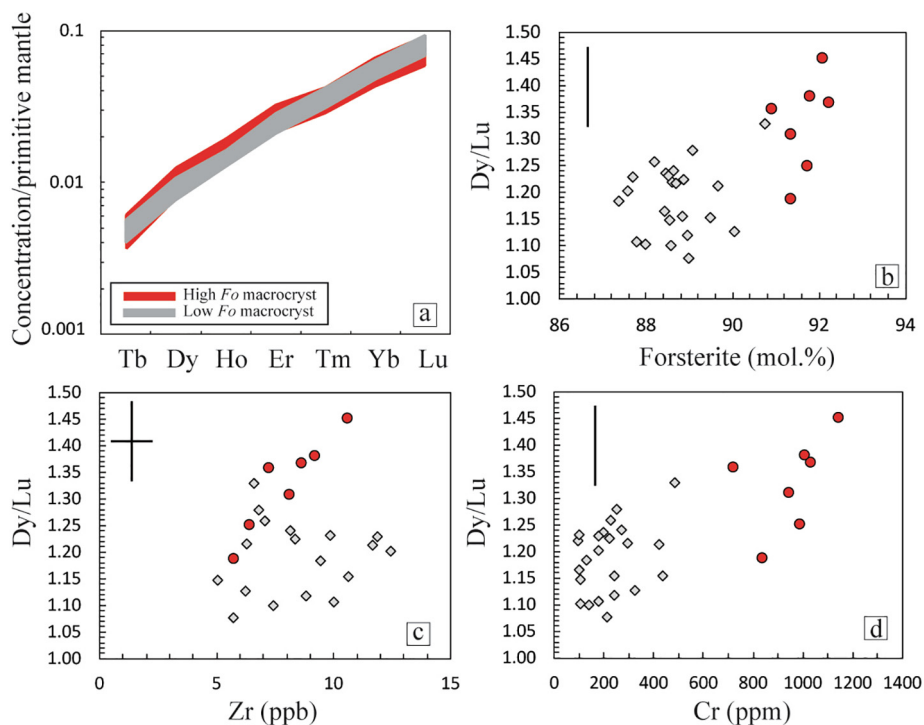 0.1
0.01
0.001
Concentration/primitive mantle
High Fo macrocryst
Low Fo macrocryst
a
Tb Dy Ho Er Tm Yb Lu
1.50
1.45
1.40
1.35
1.30
1.25
1.20
1.15
1.10
1.05
1.00
Dy/Lu
b
86 88 90 92 94
Forsterite (mol.%)
1.50
1.45
1.40
1.35
1.30
1.25
1.20
1.15
1.10
1.05
1.00
Dy/Lu
c
0 5 10 15
Zr (ppb)
1.50
1.45
1.40
1.35
1.30
1.25
1.20
1.15
1.10
1.05
1.00
Dy/Lu
d
0 200 400 600 800 1000 1200 1400
Cr (ppm)